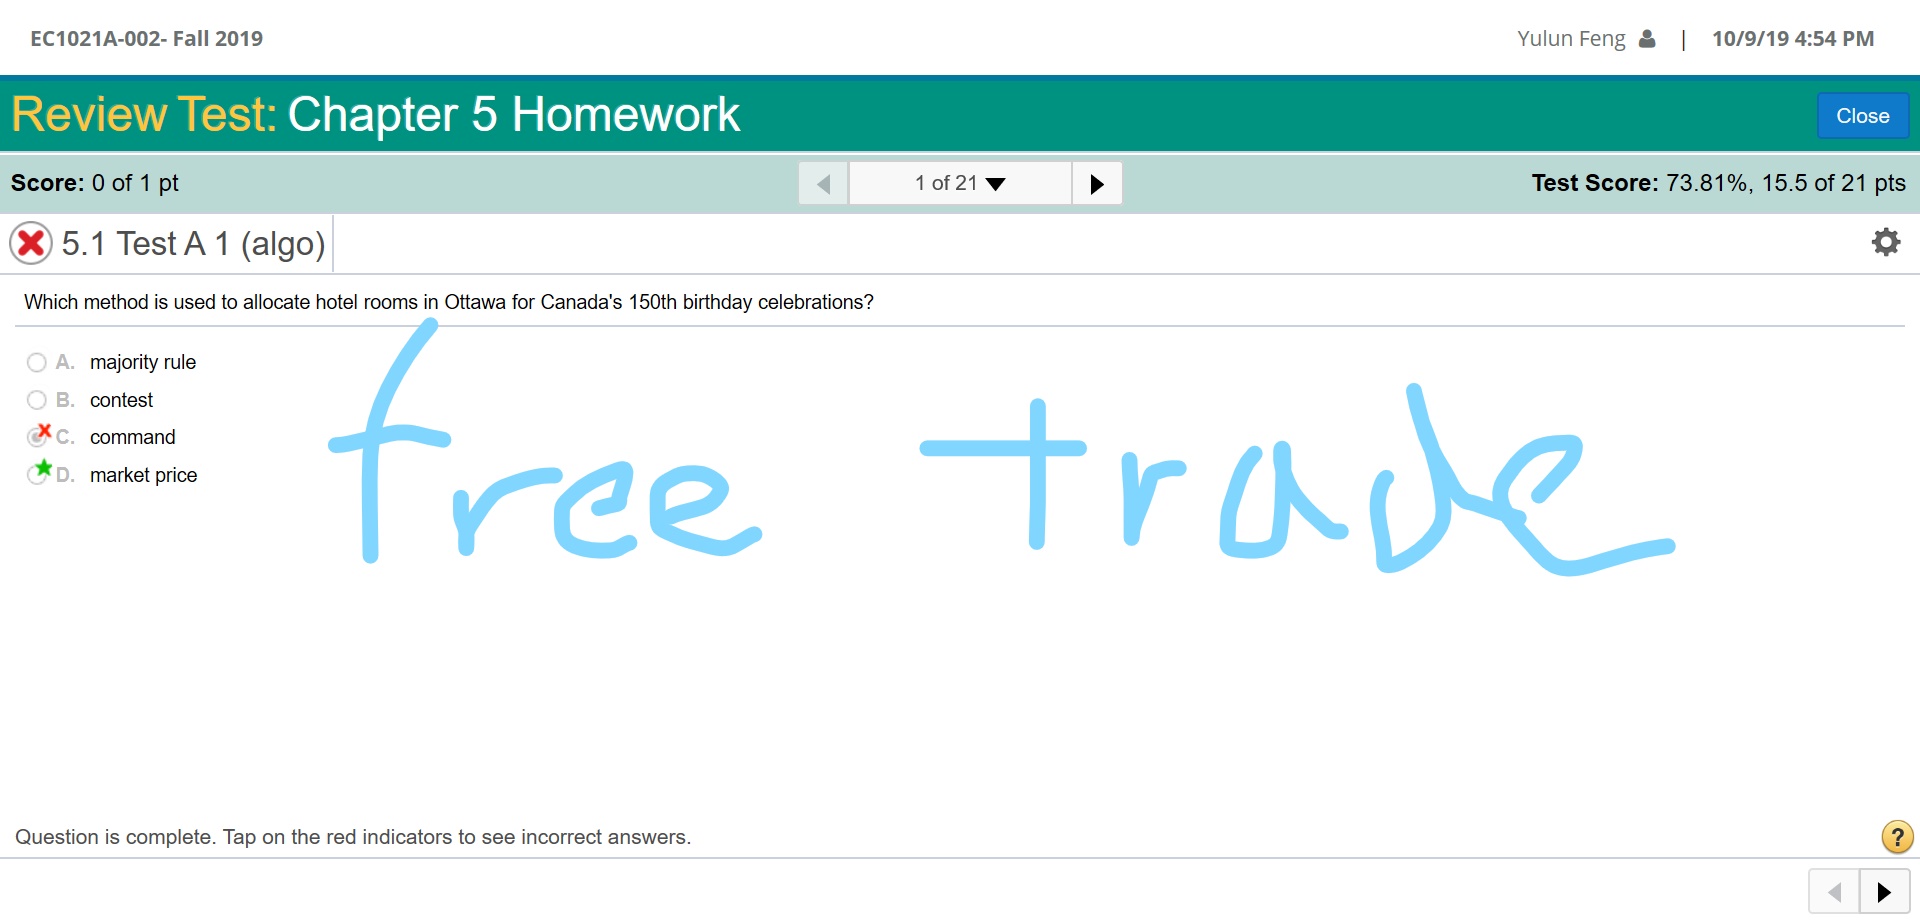 EC1021A-002- Fall 2019 Yulun Feng | 10/9/19 4:54 PM
Review Test: Chapter 5 Homework Close
Score: 0 of 1 pt 1 of 21 Test Score: 73.81%, 15.5 of 21 pts
5.1 Test A 1 (algo)
Which method is used to allocate hotel rooms in Ottawa for Canada's 150th birthday celebrations?
A. majority rule
B. contest
C. command
D. market price
free trade
Question is complete. Tap on the red indicators to see incorrect answers. ?